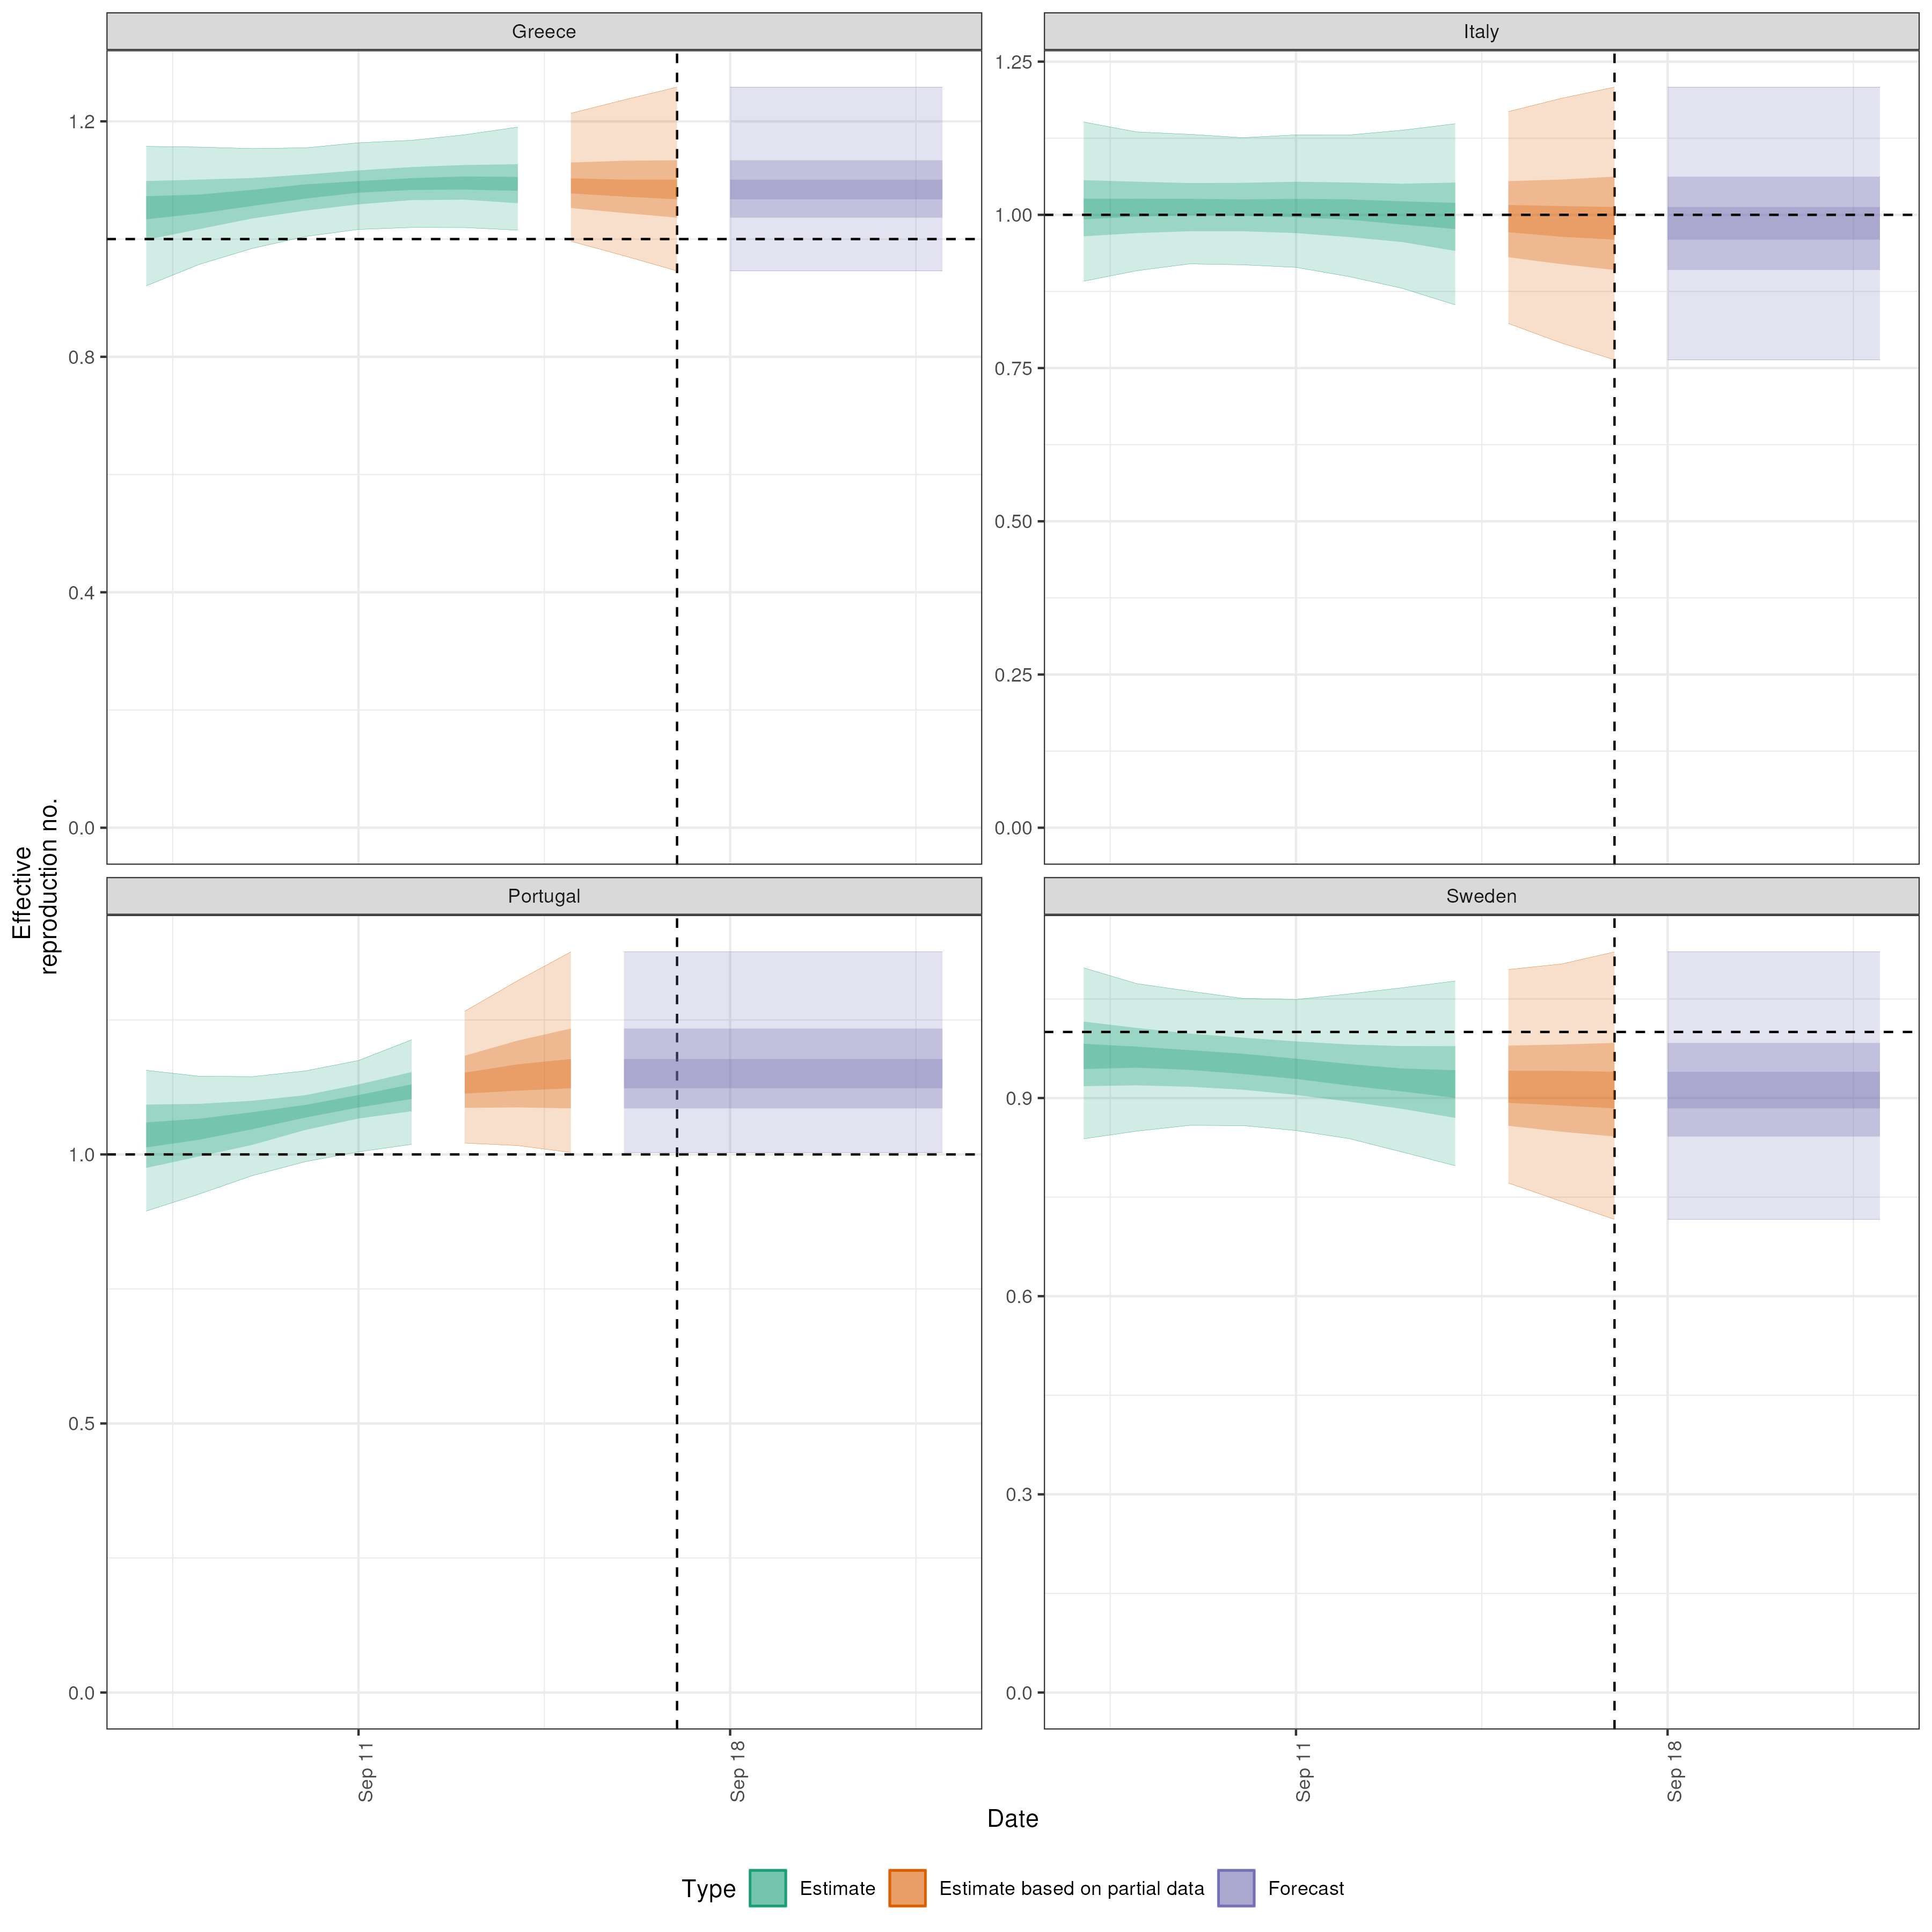 Greece
Italy
1.2
0.8
0.4
0.0
1.25
1.00
0.75
0.50
0.25
0.00
Effective
reproduction no.
Portugal
Sweden
1.0
0.5
0.0
0.9
0.6
0.3
0.0
Sep 11
Sep 18
Sep 11
Sep 18
Date
Type
Estimate
Estimate based on partial data
Forecast